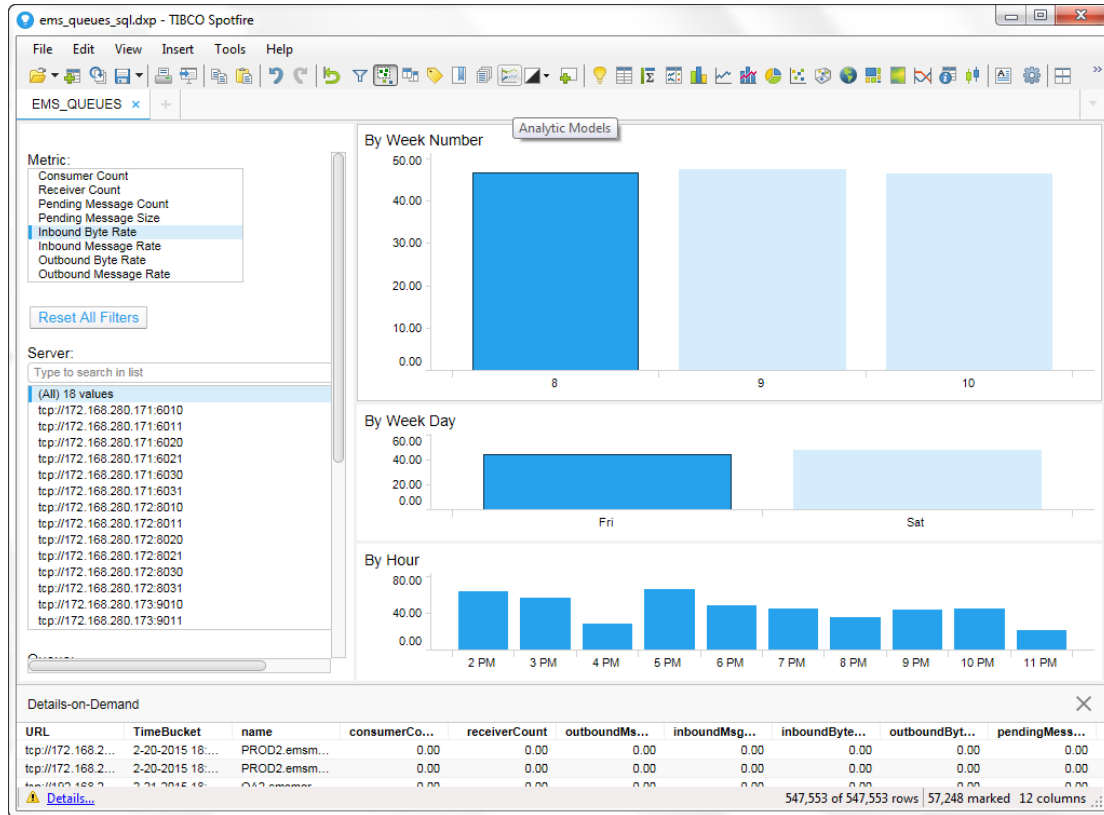 ems_queues_sql.dxp - TIBCO Spotfire
File Edit View Insert Tools Help
EMS_QUEUES × +
Analytic Models
Metric:
Consumer Count
Receiver Count
Pending Message Count
Pending Message Size
Inbound Byte Rate
Inbound Message Rate
Outbound Byte Rate
Outbound Message Rate
Reset All Filters
Server:
Type to search in list
(All) 18 values
tcp://172.168.280.171:6010
tcp://172.168.280.171:6011
tcp://172.168.280.171:6020
tcp://172.168.280.171:6021
tcp://172.168.280.171:6030
tcp://172.168.280.171:6031
tcp://172.168.280.172:8010
tcp://172.168.280.172:8011
tcp://172.168.280.172:8020
tcp://172.168.280.172:8021
tcp://172.168.280.172:8030
tcp://172.168.280.172:8031
tcp://172.168.280.173:9010
tcp://172.168.280.173:9011
By Week Number
50.00
40.00
30.00
20.00
10.00
0.00
8 9 10
By Week Day
60.00
40.00
20.00
0.00
Fri Sat
By Hour
80.00
40.00
0.00
2 PM 3 PM 4 PM 5 PM 6 PM 7 PM 8 PM 9 PM 10 PM 11 PM
Details-on-Demand
URL TimeBucket name consumerCo... receiverCount outboundMs... inboundMsg... inboundByte... outboundByt... pendingMess...
tcp://172.168.2... 2-20-2015 18:... PROD2.emsm... 0.00 0.00 0.00 0.00 0.00 0.00 0.00
tcp://172.168.2... 2-20-2015 18:... PROD2.emsm... 0.00 0.00 0.00 0.00 0.00 0.00 0.00
Details... 547,553 of 547,553 rows 57,248 marked 12 columns